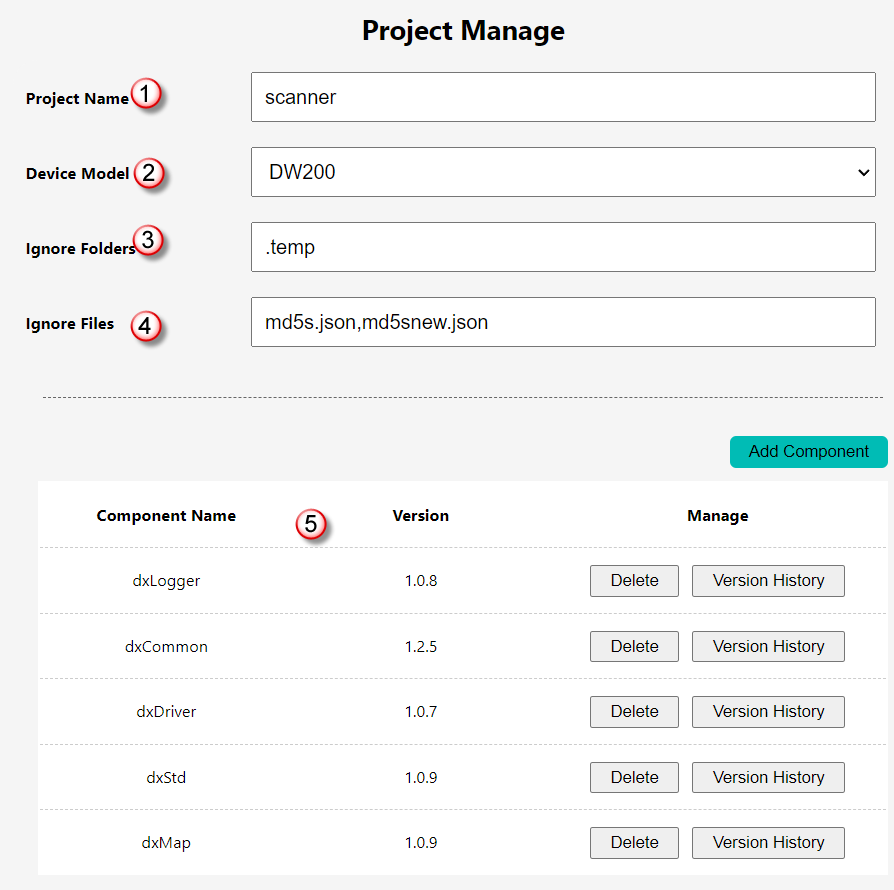 Project Manage
Project Name 1 scanner
Device Model 2 DW200
Ignore Folders 3 .temp
Ignore Files 4 md5s.json,md5snew.json
Add Component
Component Name 5 Version Manage
dxLogger 1.0.8 Delete Version History
dxCommon 1.2.5 Delete Version History
dxDriver 1.0.7 Delete Version History
dxStd 1.0.9 Delete Version History
dxMap 1.0.9 Delete Version History